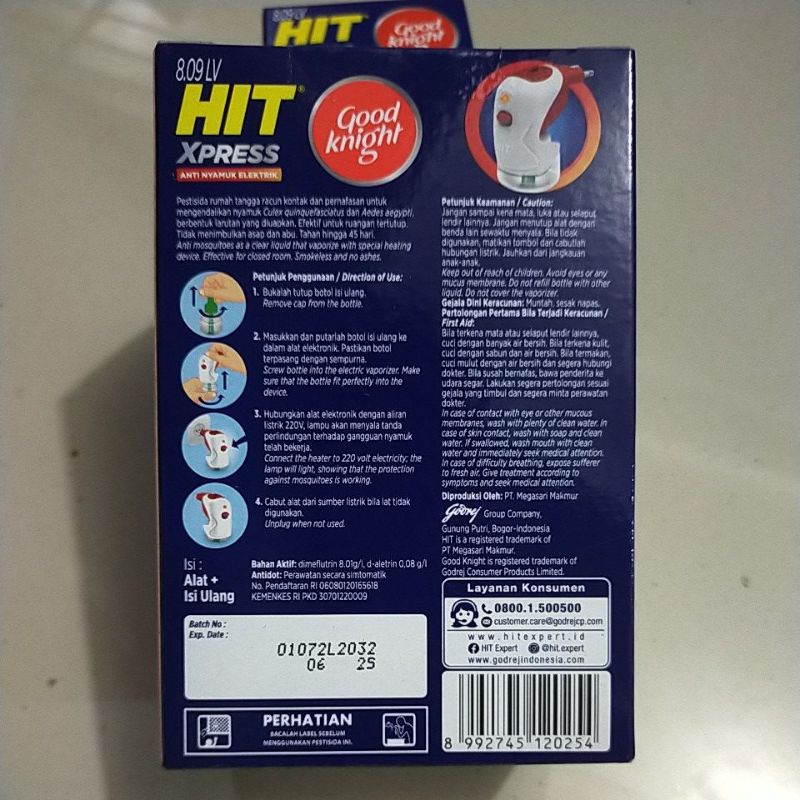 8.09 LV
HIT
Good
knight
8.09 LV
HIT®
XPRESS
ANTI NYAMUK ELEKTRIK
Good
knight
Pestisida rumah tangga racun kontak dan pernafasan untuk
mengendalikan nyamuk Culex quinquefasciatus dan Aedes aegypti,
berbentuk larutan yang diuapkan. Efektif untuk ruangan tertutup.
Tidak menimbulkan asap dan abu. Tahan hingga 45 hari.
Anti mosquitoes as a clear liquid that vaporize with special heating
device. Effective for closed room. Smokeless and no ashes.
Petunjuk Penggunaan / Direction of Use:
1. Bukalah tutup botol isi ulang.
Remove cap from the bottle.
2. Masukkan dan putarlah botol isi ulang ke
dalam alat elektronik. Pastikan botol
terpasang dengan sempurna.
Screw bottle into the electric vaporizer. Make
sure that the bottle fit perfectly into the
device.
3. Hubungkan alat elektronik dengan aliran
listrik 220V, lampu akan menyala tanda
perlindungan terhadap gangguan nyamuk
telah bekerja.
Connect the heater to 220 volt electricity; the
lamp will light, showing that the protection
against mosquitoes is working.
4. Cabut alat dari sumber listrik bila lat tidak
digunakan.
Unplug when not used.
Isi :
Alat +
Isi Ulang
Bahan Aktif: dimeflutrin 8.01g/l, d-aletrin 0,08 g/l
Antidot: Perawatan secara simtomatik
No. Pendaftaran RI 06080120165618
KEMENKES RI PKD 30701220009
Batch No :
Exp. Date :
01072L2032
06 25
PERHATIAN
BACALAH LABEL SEBELUM
MENGGUNAKAN PESTISIDA INI.
Petunjuk Keamanan / Caution:
Jangan sampai kena mata, luka atau selaput
lendir lainnya. Jangan menutup alat dengan
benda lain sewaktu menyala. Bila tidak
digunakan, matikan tombol dan cabutlah
hubungan listrik. Jauhkan dari jangkauan
anak-anak.
Keep out of reach of children. Avoid eyes or any
mucus membrane. Do not refill bottle with other
liquid. Do not cover the vaporizer.
Gejala Dini Keracunan: Muntah, sesak napas.
Pertolongan Pertama Bila Terjadi Keracunan /
First Aid:
Bila terkena mata atau selaput lendir lainnya,
cuci dengan banyak air bersih. Bila terkena kulit,
cuci dengan sabun dan air bersih. Bila termakan,
cuci mulut dengan air bersih dan segera hubungi
dokter. Bila susah bernafas, bawa penderita ke
udara segar. Lakukan segera pertolongan sesuai
gejala yang timbul dan segera minta perawatan
dokter.
In case of contact with eye or other mucous
membranes, wash with plenty of clean water. In
case of skin contact, wash with soap and clean
water. If swallowed, wash mouth with clean
water and immediately seek medical attention.
In case of difficulty breathing, expose sufferer
to fresh air. Give treatment according to
symptoms and seek medical attention.
Diproduksi Oleh: PT. Megasari Makmur
Godrej Group Company,
Gunung Putri, Bogor-Indonesia
HIT is a registered trademark of
PT Megasari Makmur.
Good Knight is registered trademark of
Godrej Consumer Products Limited.
Layanan Konsumen
0800.1.500500
customer.care@godrejcp.com
www.hitexpert.id
HIT Expert @hit.expert
www.godrejindonesia.com
8 992745 120254